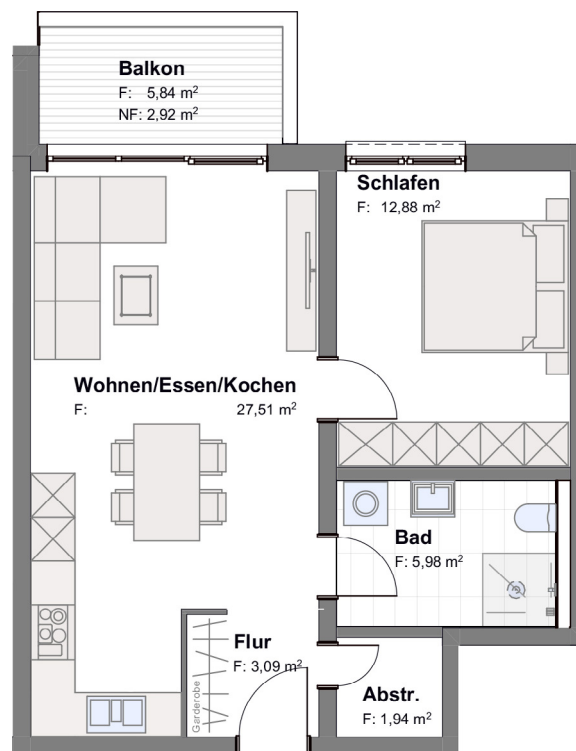 Balkon
F: 5,84 m²
NF: 2,92 m²
Schlafen
F: 12,88 m²
Wohnen/Essen/Kochen
F: 27,51 m²
Bad
F: 5,98 m²
Flur
F: 3,09 m²
Garderobe
Abstr.
F: 1,94 m²